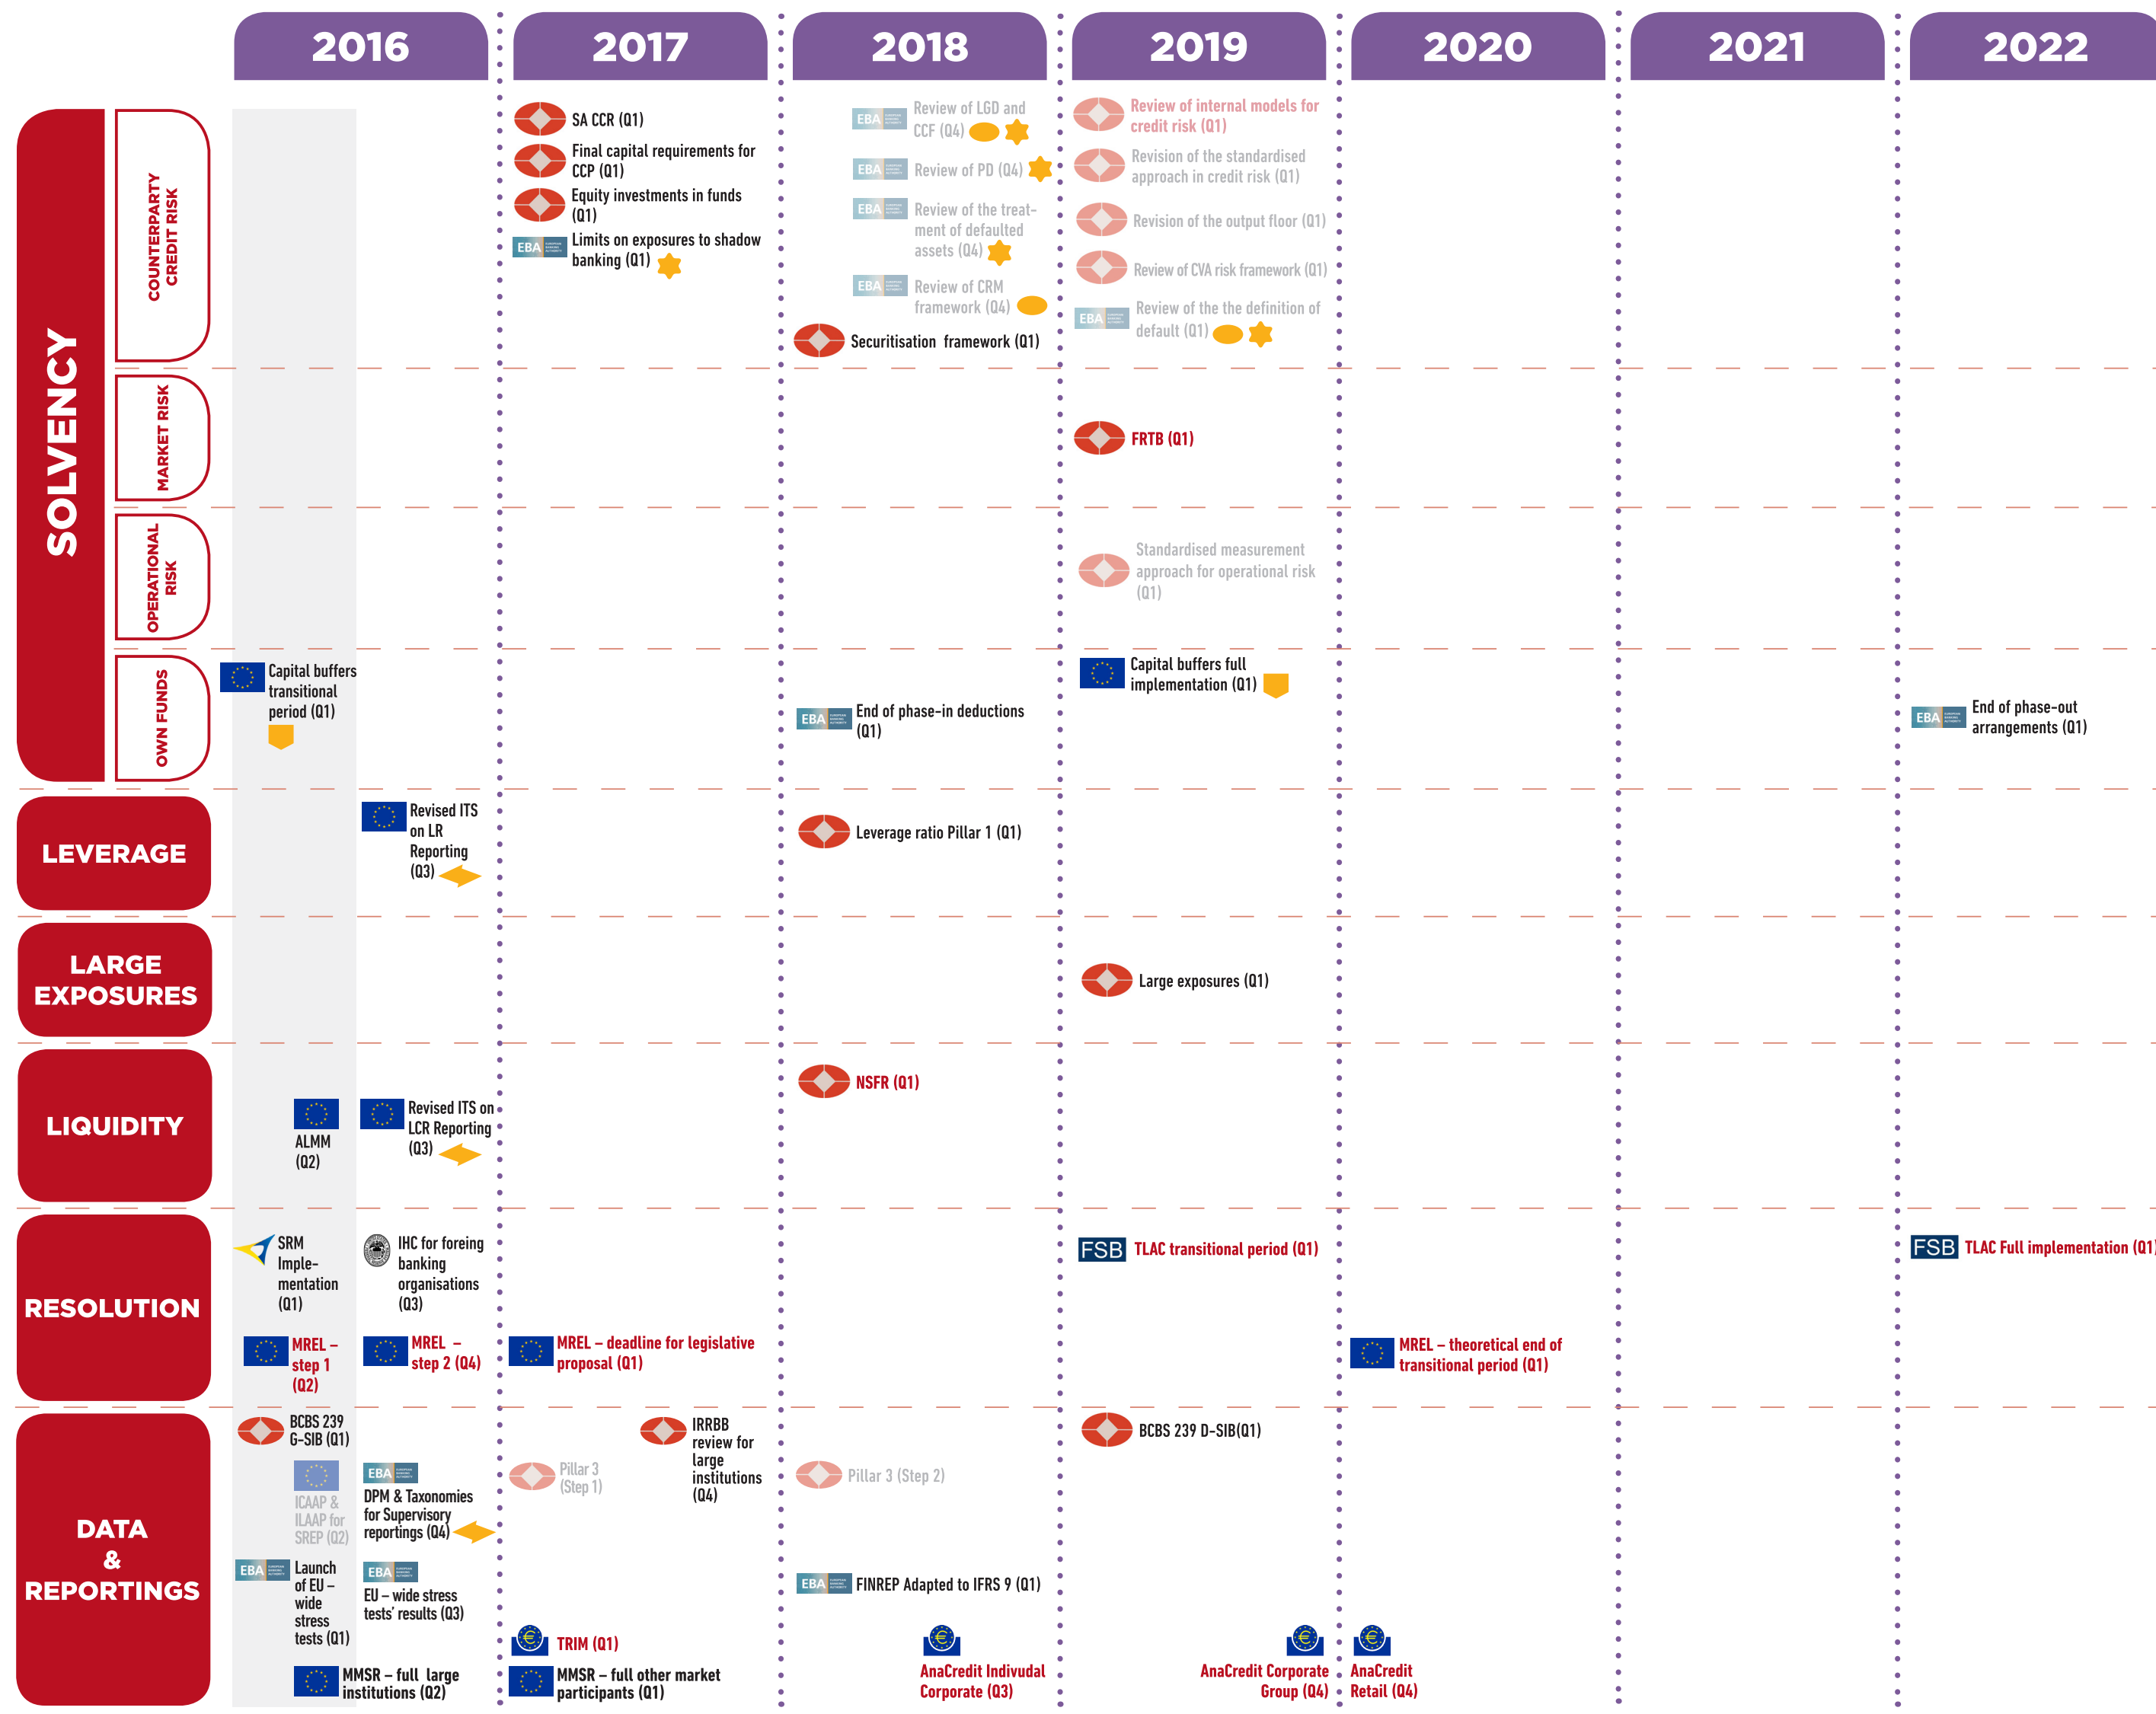 2016
2017
2018
2019
2020
2021
2022
SOLVENCY
COUNTERPARTY
CREDIT RISK
SA CCR (Q1)
Final capital requirements for
CCP (Q1)
Equity investments in funds
(Q1)
EBA
Limits on exposures to shadow
banking (Q1)
EBA
Review of LGD and
CCF (Q4)
EBA
Review of PD (Q4)
EBA
Review of the treat-
ment of defaulted
assets (Q4)
EBA
Review of CRM
framework (Q4)
Securitisation framework (Q1)
Review of internal models for
credit risk (Q1)
Revision of the standardised
approach in credit risk (Q1)
Revision of the output floor (Q1)
Review of CVA risk framework (Q1)
EBA
Review of the the definition of
default (Q1)
MARKET RISK
FRTB (Q1)
OPERATIONAL
RISK
Standardised measurement
approach for operational risk
(Q1)
OWN FUNDS
Capital buffers
transitional
period (Q1)
EBA
End of phase-in deductions
(Q1)
Capital buffers full
implementation (Q1)
EBA
End of phase-out
arrangements (Q1)
LEVERAGE
Revised ITS
on LR
Reporting
(Q3)
Leverage ratio Pillar 1 (Q1)
LARGE
EXPOSURES
Large exposures (Q1)
LIQUIDITY
ALMM
(Q2)
Revised ITS on
LCR Reporting
(Q3)
NSFR (Q1)
RESOLUTION
SRM
Imple-
mentation
(Q1)
IHC for foreing
banking
organisations
(Q3)
FSB
TLAC transitional period (Q1)
FSB
TLAC Full implementation (Q1)
MREL –
step 1
(Q2)
MREL –
step 2 (Q4)
MREL – deadline for legislative
proposal (Q1)
MREL – theoretical end of
transitional period (Q1)
DATA
&
REPORTINGS
BCBS 239
G-SIB (Q1)
ICAAP &
ILAAP for
SREP (Q2)
EBA
DPM & Taxonomies
for Supervisory
reportings (Q4)
EBA
Launch
of EU –
wide
stress
tests (Q1)
EBA
EU – wide stress
tests’ results (Q3)
MMSR – full large
institutions (Q2)
Pillar 3
(Step 1)
IRRBB
review for
large
institutions
(Q4)
TRIM (Q1)
MMSR – full other market
participants (Q1)
Pillar 3 (Step 2)
EBA
FINREP Adapted to IFRS 9 (Q1)
AnaCredit Indivudal
Corporate (Q3)
BCBS 239 D-SIB(Q1)
AnaCredit Corporate
Group (Q4)
AnaCredit
Retail (Q4)